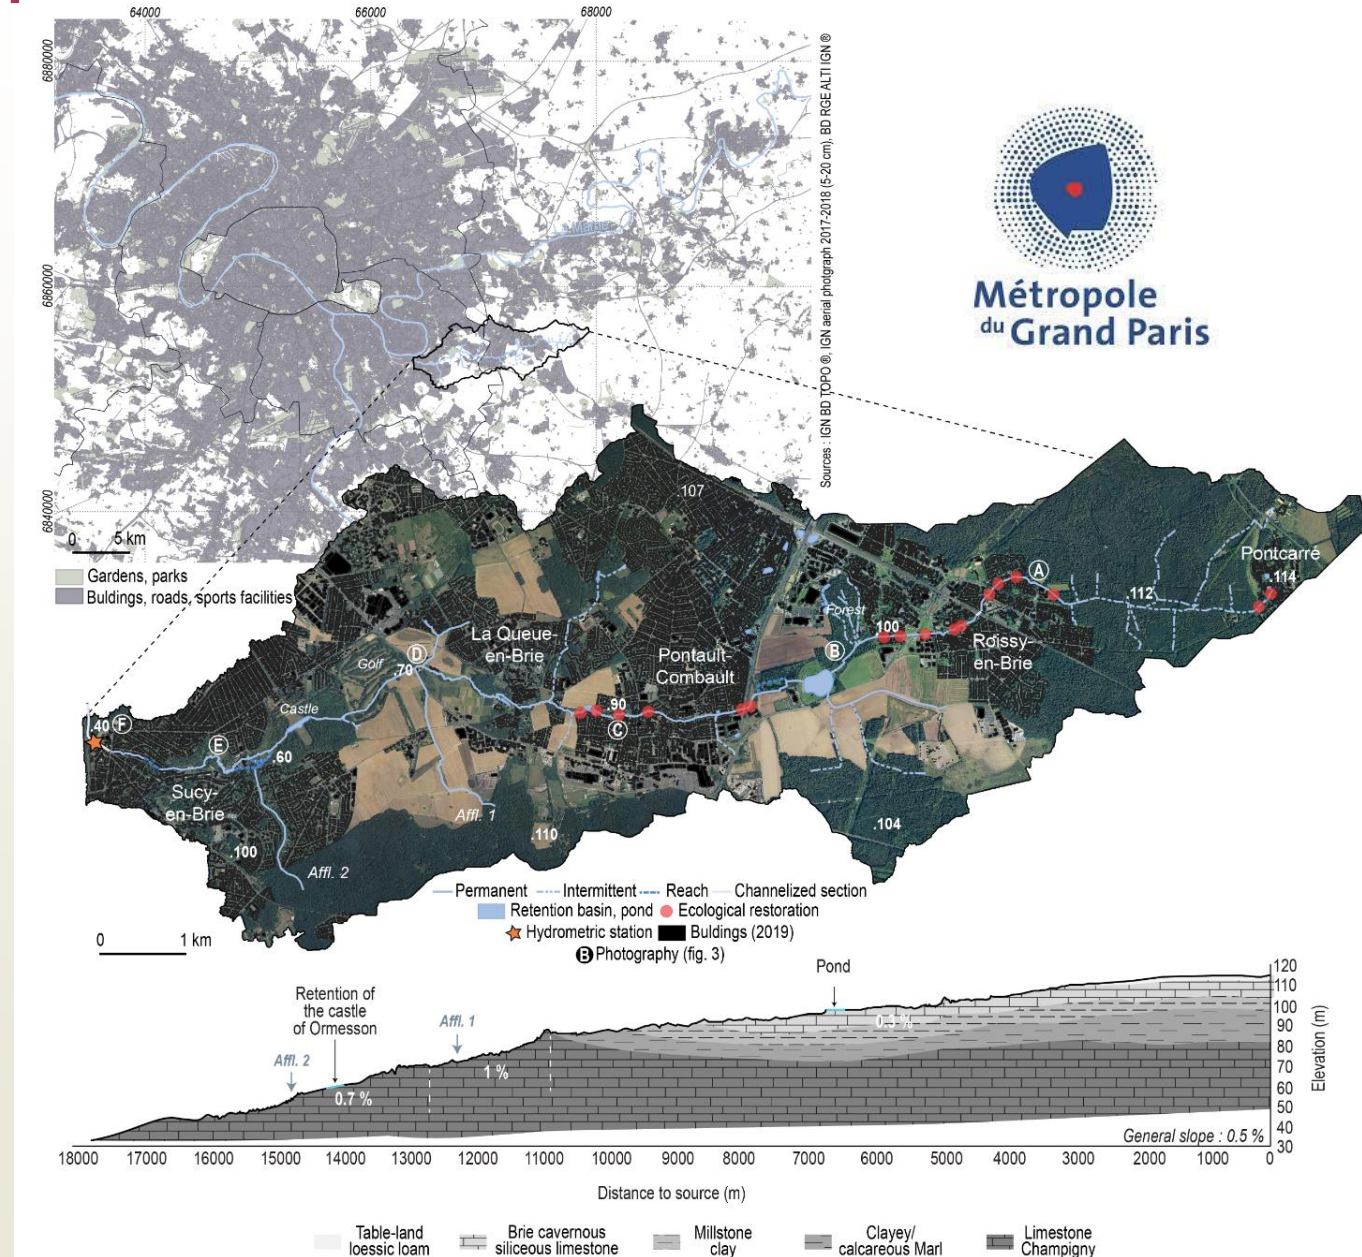 64000
66000
68000
6880000
6860000
6840000
Sources : IGN BD TOPO ®, IGN aerial photgraph 2017-2018 (5-20 cm), BD RGE ALTI IGN ®
Métropole
du Grand Paris
0 5 km
Gardens, parks
Buldings, roads, sports facilities
107
Pontcarré
.114
A
.112
Forest
100
B
Roissy-
en-Brie
La Queue-
en-Brie
D
Golf
.70
Pontault-
Combault
.90
C
Castle
.40 F
E
.60
Sucy-
en-Brie
.100
Affl. 1
.110
.104
Affl. 2
Permanent Intermittent Reach Channelized section
Retention basin, pond Ecological restoration
Hydrometric station Buldings (2019)
B Photography (fig. 3)
0 1 km
Pond
Retention of
the castle
of Ormesson
Affl. 1
Affl. 2
0.3 %
1 %
0.7 %
120
110
100
90
80
70
60
50
40
30
Elevation (m)
General slope : 0.5 %
18000 17000 16000 15000 14000 13000 12000 11000 10000 9000 8000 7000 6000 5000 4000 3000 2000 1000 0
Distance to source (m)
Table-land
loessic loam
Brie cavernous
siliceous limestone
Millstone
clay
Clayey/
calcareous Marl
Limestone
Champigny